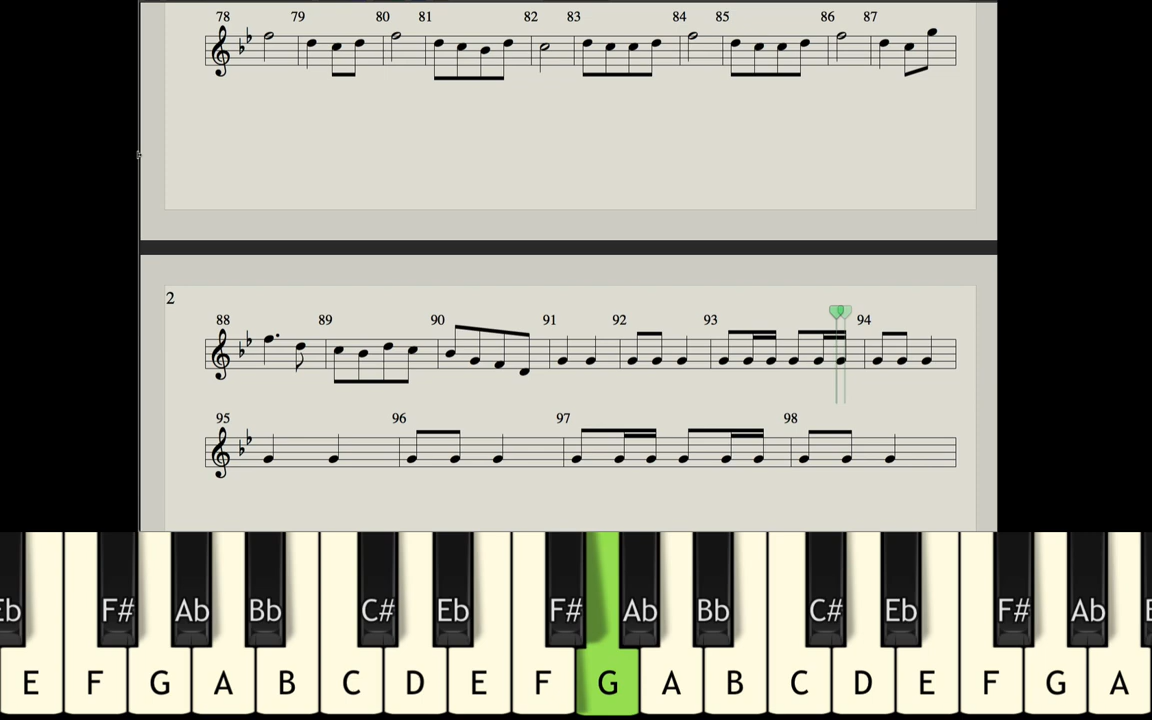 78 79 80 81 82 83 84 85 86 87
2
88 89 90 91 92 93 94
95 96 97 98
F# Ab Bb C# Eb F# Ab Bb C# Eb F# Ab
E F G A B C D E F G A B C D E F G A